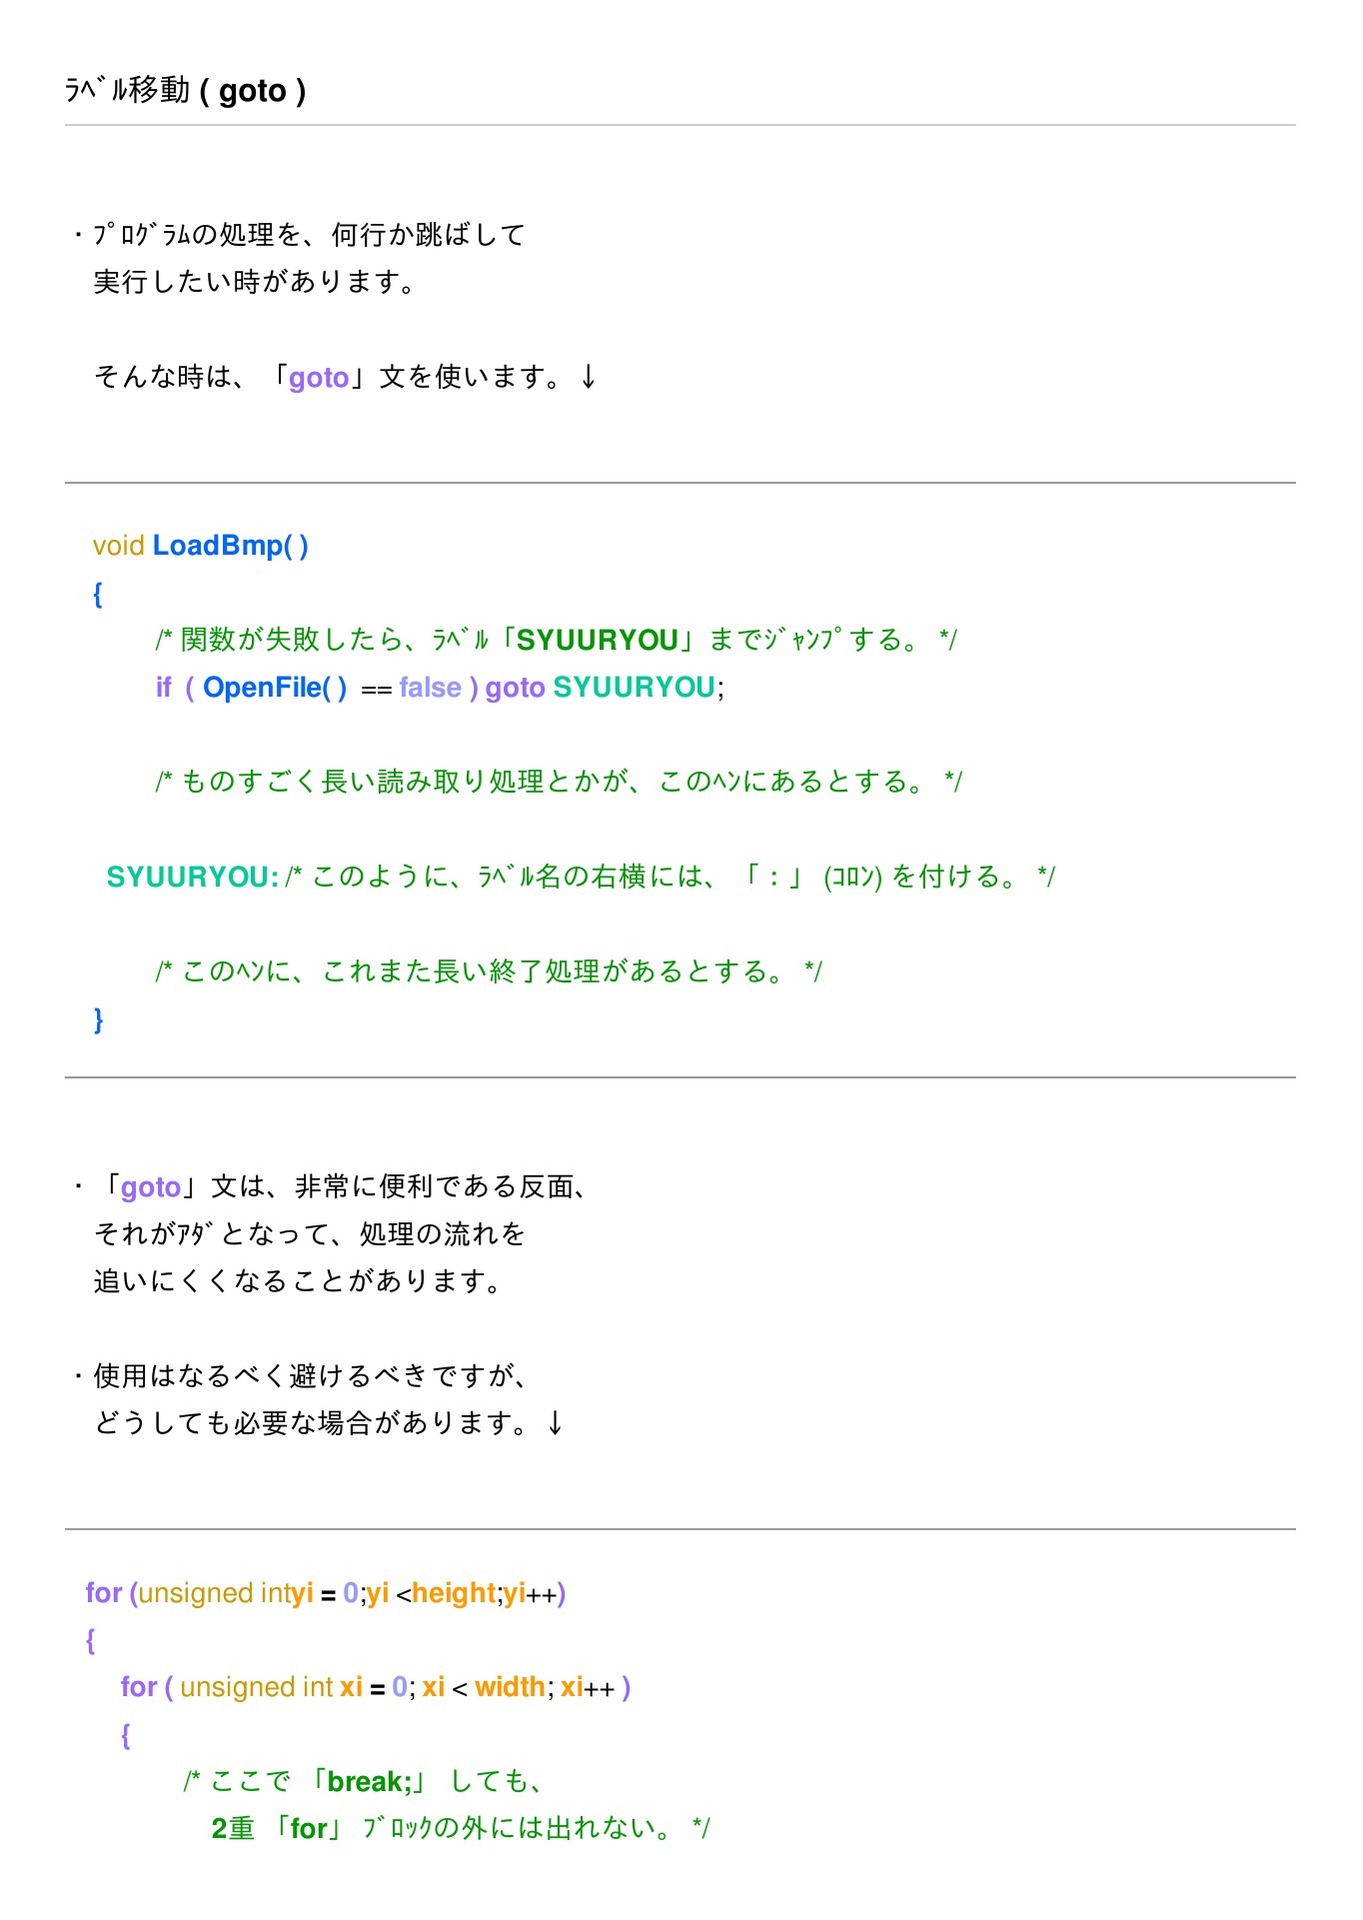 ﾗﾍﾞﾙ移動 ( goto )
・ﾌﾟﾛｸﾞﾗﾑの処理を、何行か跳ばして
実行したい時があります。
そんな時は、「goto」文を使います。↓
void LoadBmp( )
{
/* 関数が失敗したら、ﾗﾍﾞﾙ「SYUURYOU」までｼﾞｬﾝﾌﾟする。 */
if ( OpenFile( ) == false ) goto SYUURYOU;
/* ものすごく長い読み取り処理とかが、このﾍﾝにあるとする。 */
SYUURYOU: /* このように、ﾗﾍﾞﾙ名の右横には、「：」 (ｺﾛﾝ) を付ける。 */
/* このﾍﾝに、これまた長い終了処理があるとする。 */
}
・「goto」文は、非常に便利である反面、
それがｱﾀﾞとなって、処理の流れを
追いにくくなることがあります。
・使用はなるべく避けるべきですが、
どうしても必要な場合があります。↓
for (unsigned intyi = 0;yi <height;yi++)
{
for ( unsigned int xi = 0; xi < width; xi++ )
{
/* ここで 「break;」 しても、
2重 「for」 ﾌﾞﾛｯｸの外には出れない。 */